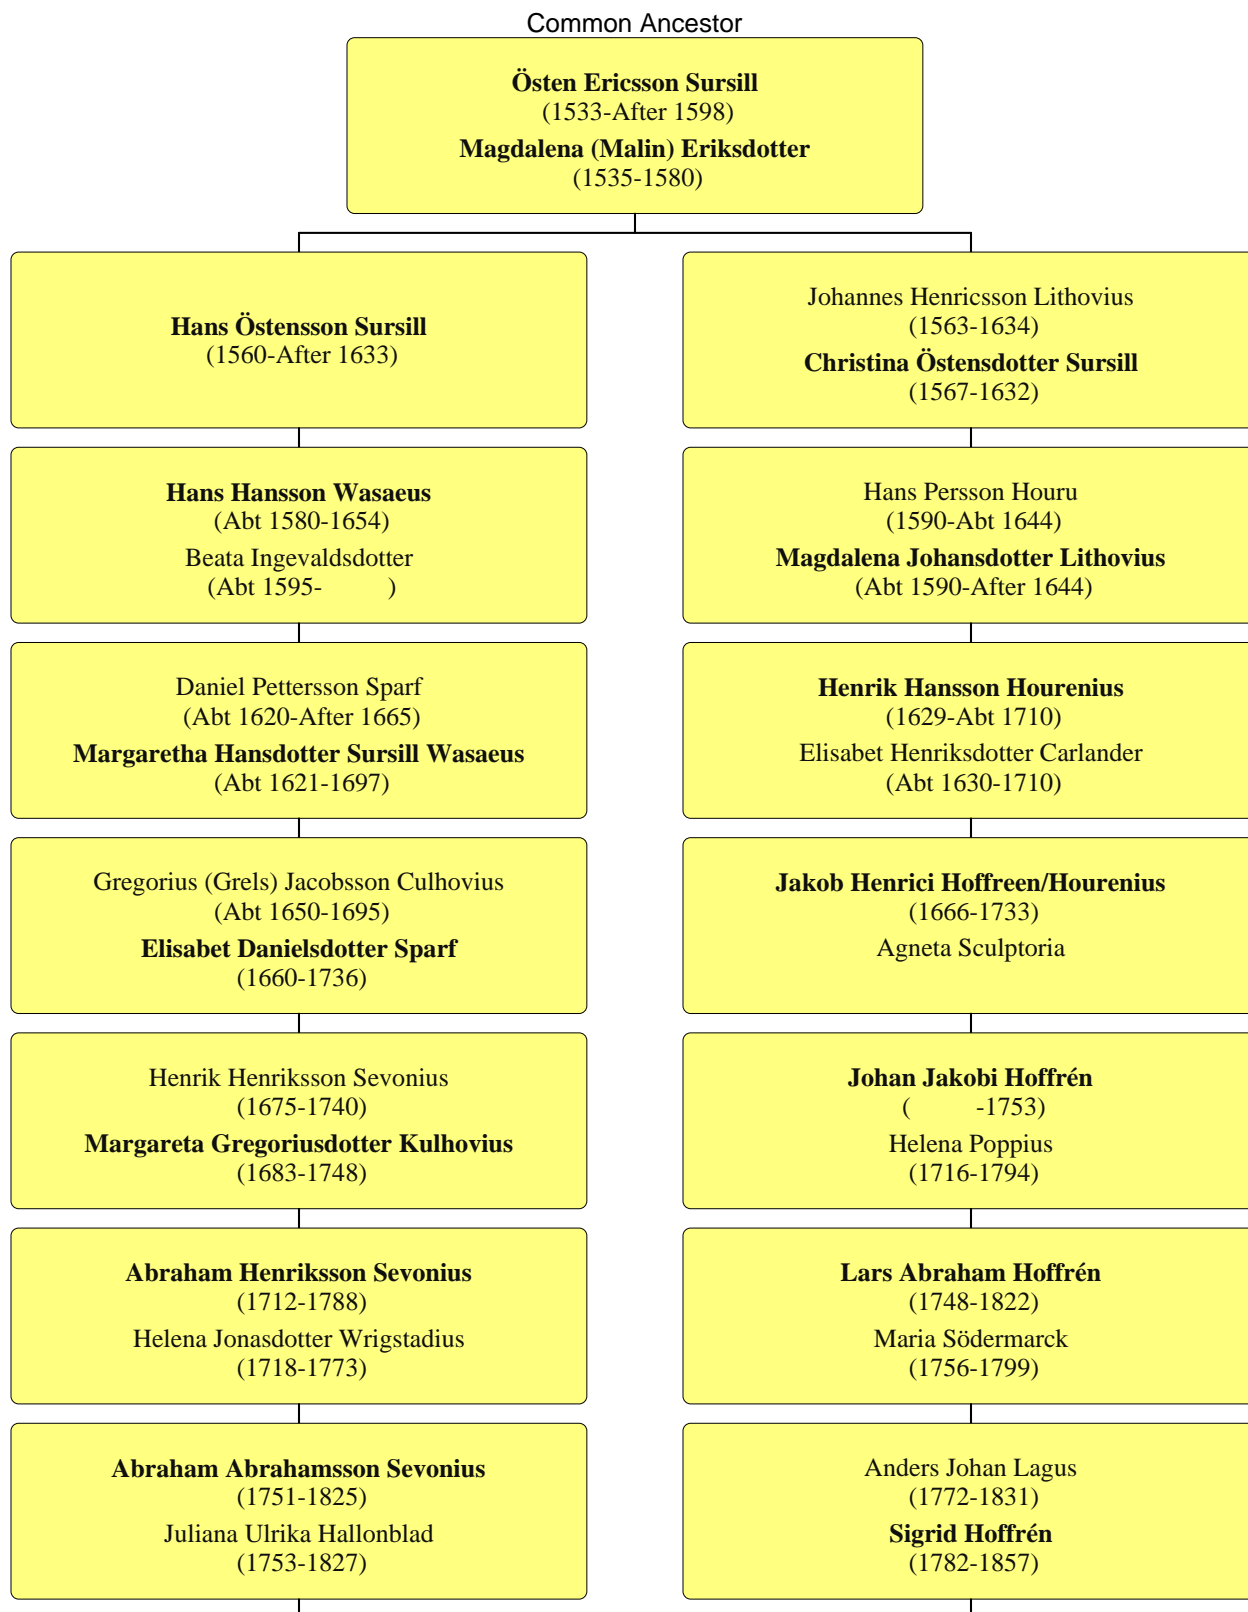 Common Ancestor
Östen Ericsson Sursill
(1533-After 1598)
Magdalena (Malin) Eriksdotter
(1535-1580)
Hans Östensson Sursill
(1560-After 1633)
Johannes Henricsson Lithovius
(1563-1634)
Christina Östensdotter Sursill
(1567-1632)
Hans Hansson Wasaeus
(Abt 1580-1654)
Beata Ingevaldsdotter
(Abt 1595- )
Hans Persson Houru
(1590-Abt 1644)
Magdalena Johansdotter Lithovius
(Abt 1590-After 1644)
Daniel Pettersson Sparf
(Abt 1620-After 1665)
Margaretha Hansdotter Sursill Wasaeus
(Abt 1621-1697)
Henrik Hansson Hourenius
(1629-Abt 1710)
Elisabet Henriksdotter Carlander
(Abt 1630-1710)
Gregorius (Grels) Jacobsson Culhovius
(Abt 1650-1695)
Elisabet Danielsdotter Sparf
(1660-1736)
Jakob Henrici Hoffreen/Hourenius
(1666-1733)
Agneta Sculptoria
Henrik Henriksson Sevonius
(1675-1740)
Margareta Gregoriusdotter Kulhovius
(1683-1748)
Johan Jakobi Hoffrén
( -1753)
Helena Poppius
(1716-1794)
Abraham Henriksson Sevonius
(1712-1788)
Helena Jonasdotter Wrigstadius
(1718-1773)
Lars Abraham Hoffrén
(1748-1822)
Maria Södermarck
(1756-1799)
Abraham Abrahamsson Sevonius
(1751-1825)
Juliana Ulrika Hallonblad
(1753-1827)
Anders Johan Lagus
(1772-1831)
Sigrid Hoffrén
(1782-1857)